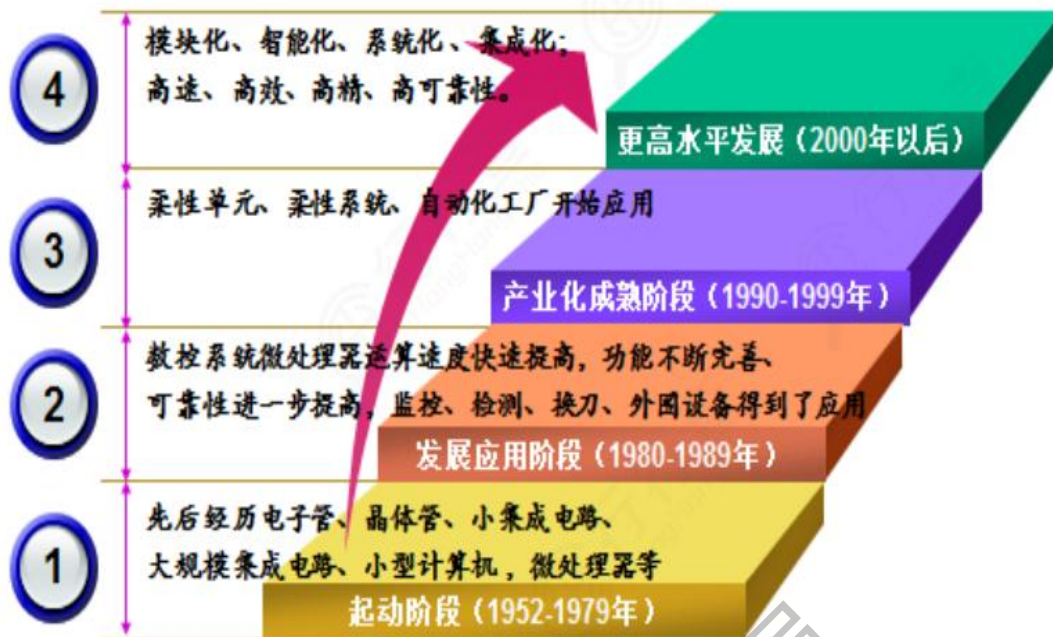 4
模块化、智能化、系统化、集成化;
高速、高效、高精、高可靠性。
更高水平发展（2000年以后）
3
柔性单元、柔性系统、自动化工厂开始应用
产业化成熟阶段（1990-1999年）
2
数控系统微处理器运算速度快速提高，功能不断完善、
可靠性进一步提高，监控、检测、换刀、外围设备得到了应用
发展应用阶段（1980-1989年）
1
先后经历电子管、晶体管、小集成电路、
大规模集成电路、小型计算机，微处理器等
起动阶段（1952-1979年）